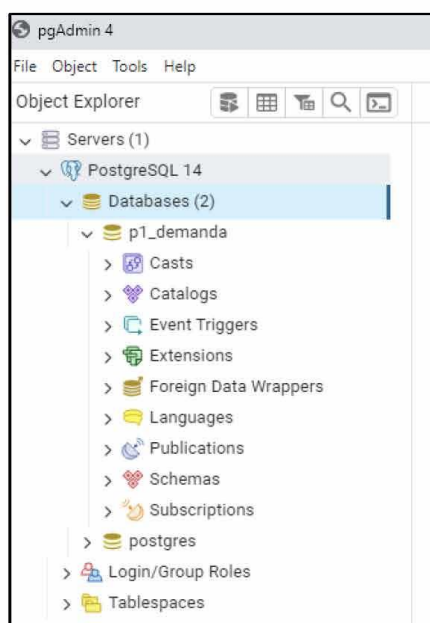 pgAdmin 4
File Object Tools Help
Object Explorer
Servers (1)
PostgreSQL 14
Databases (2)
p1_demanda
Casts
Catalogs
Event Triggers
Extensions
Foreign Data Wrappers
Languages
Publications
Schemas
Subscriptions
postgres
Login/Group Roles
Tablespaces